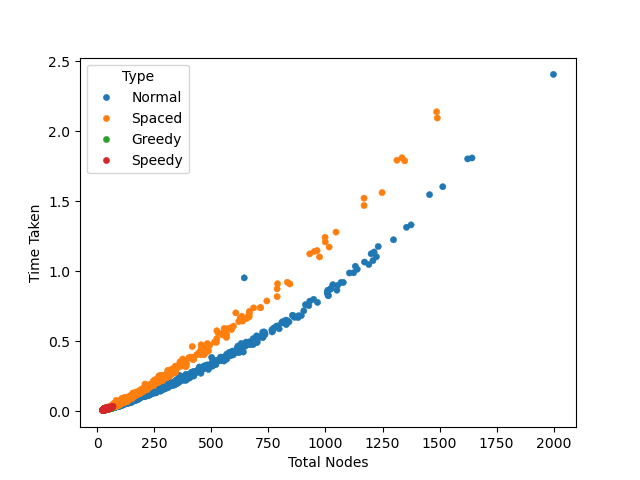 2.5
2.0
1.5
1.0
0.5
0.0
Time Taken
Type
Normal
Spaced
Greedy
Speedy
0 250 500 750 1000 1250 1500 1750 2000
Total Nodes